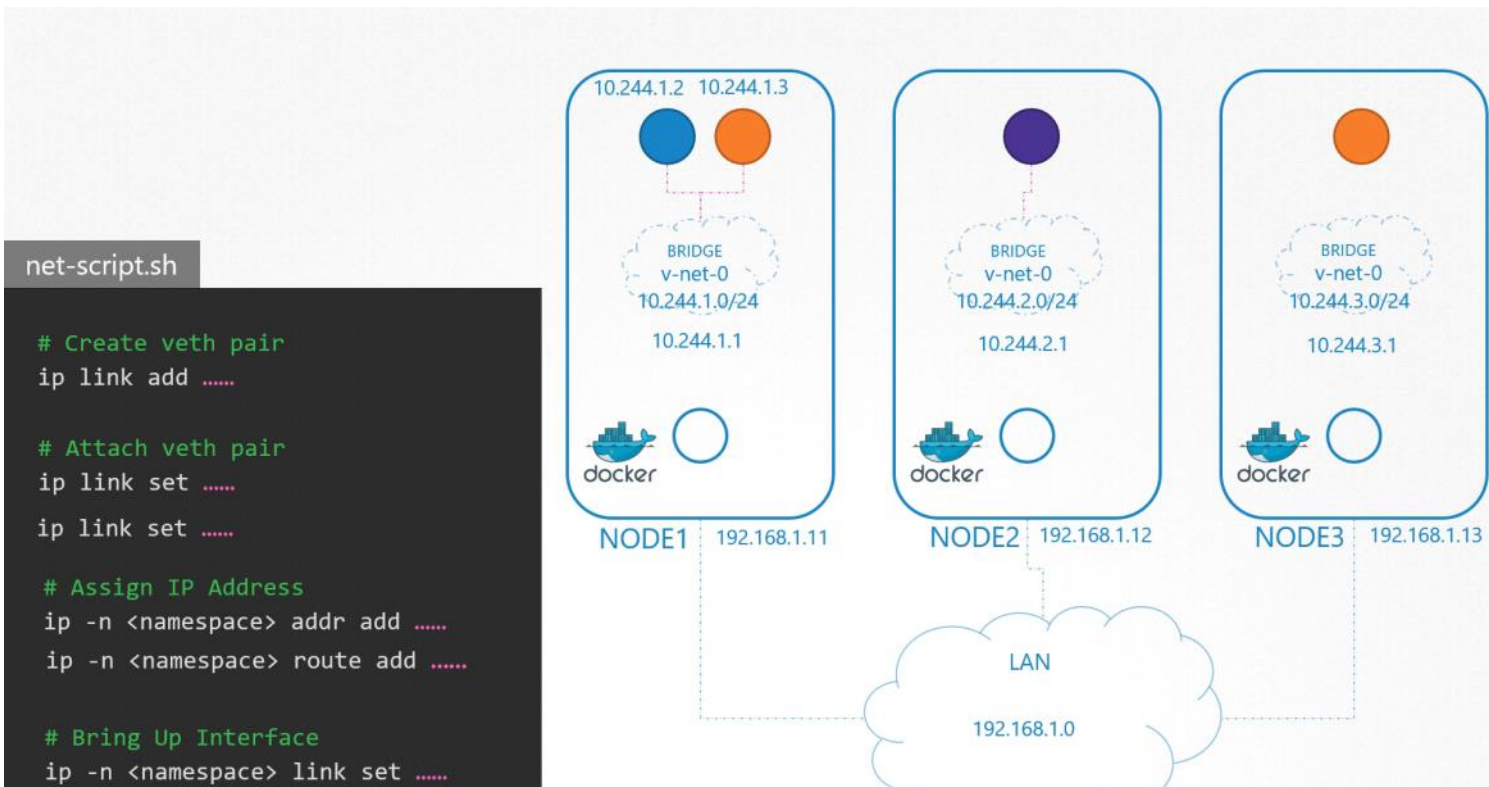 net-script.sh
# Create veth pair
ip link add ......
# Attach veth pair
ip link set ......
ip link set ......
# Assign IP Address
ip -n <namespace> addr add ......
ip -n <namespace> route add ......
# Bring Up Interface
ip -n <namespace> link set ......
10.244.1.2 10.244.1.3
BRIDGE
v-net-0
10.244.1.0/24
10.244.1.1
docker
NODE1 192.168.1.11
BRIDGE
v-net-0
10.244.2.0/24
10.244.2.1
docker
NODE2 192.168.1.12
BRIDGE
v-net-0
10.244.3.0/24
10.244.3.1
docker
NODE3 192.168.1.13
LAN
192.168.1.0